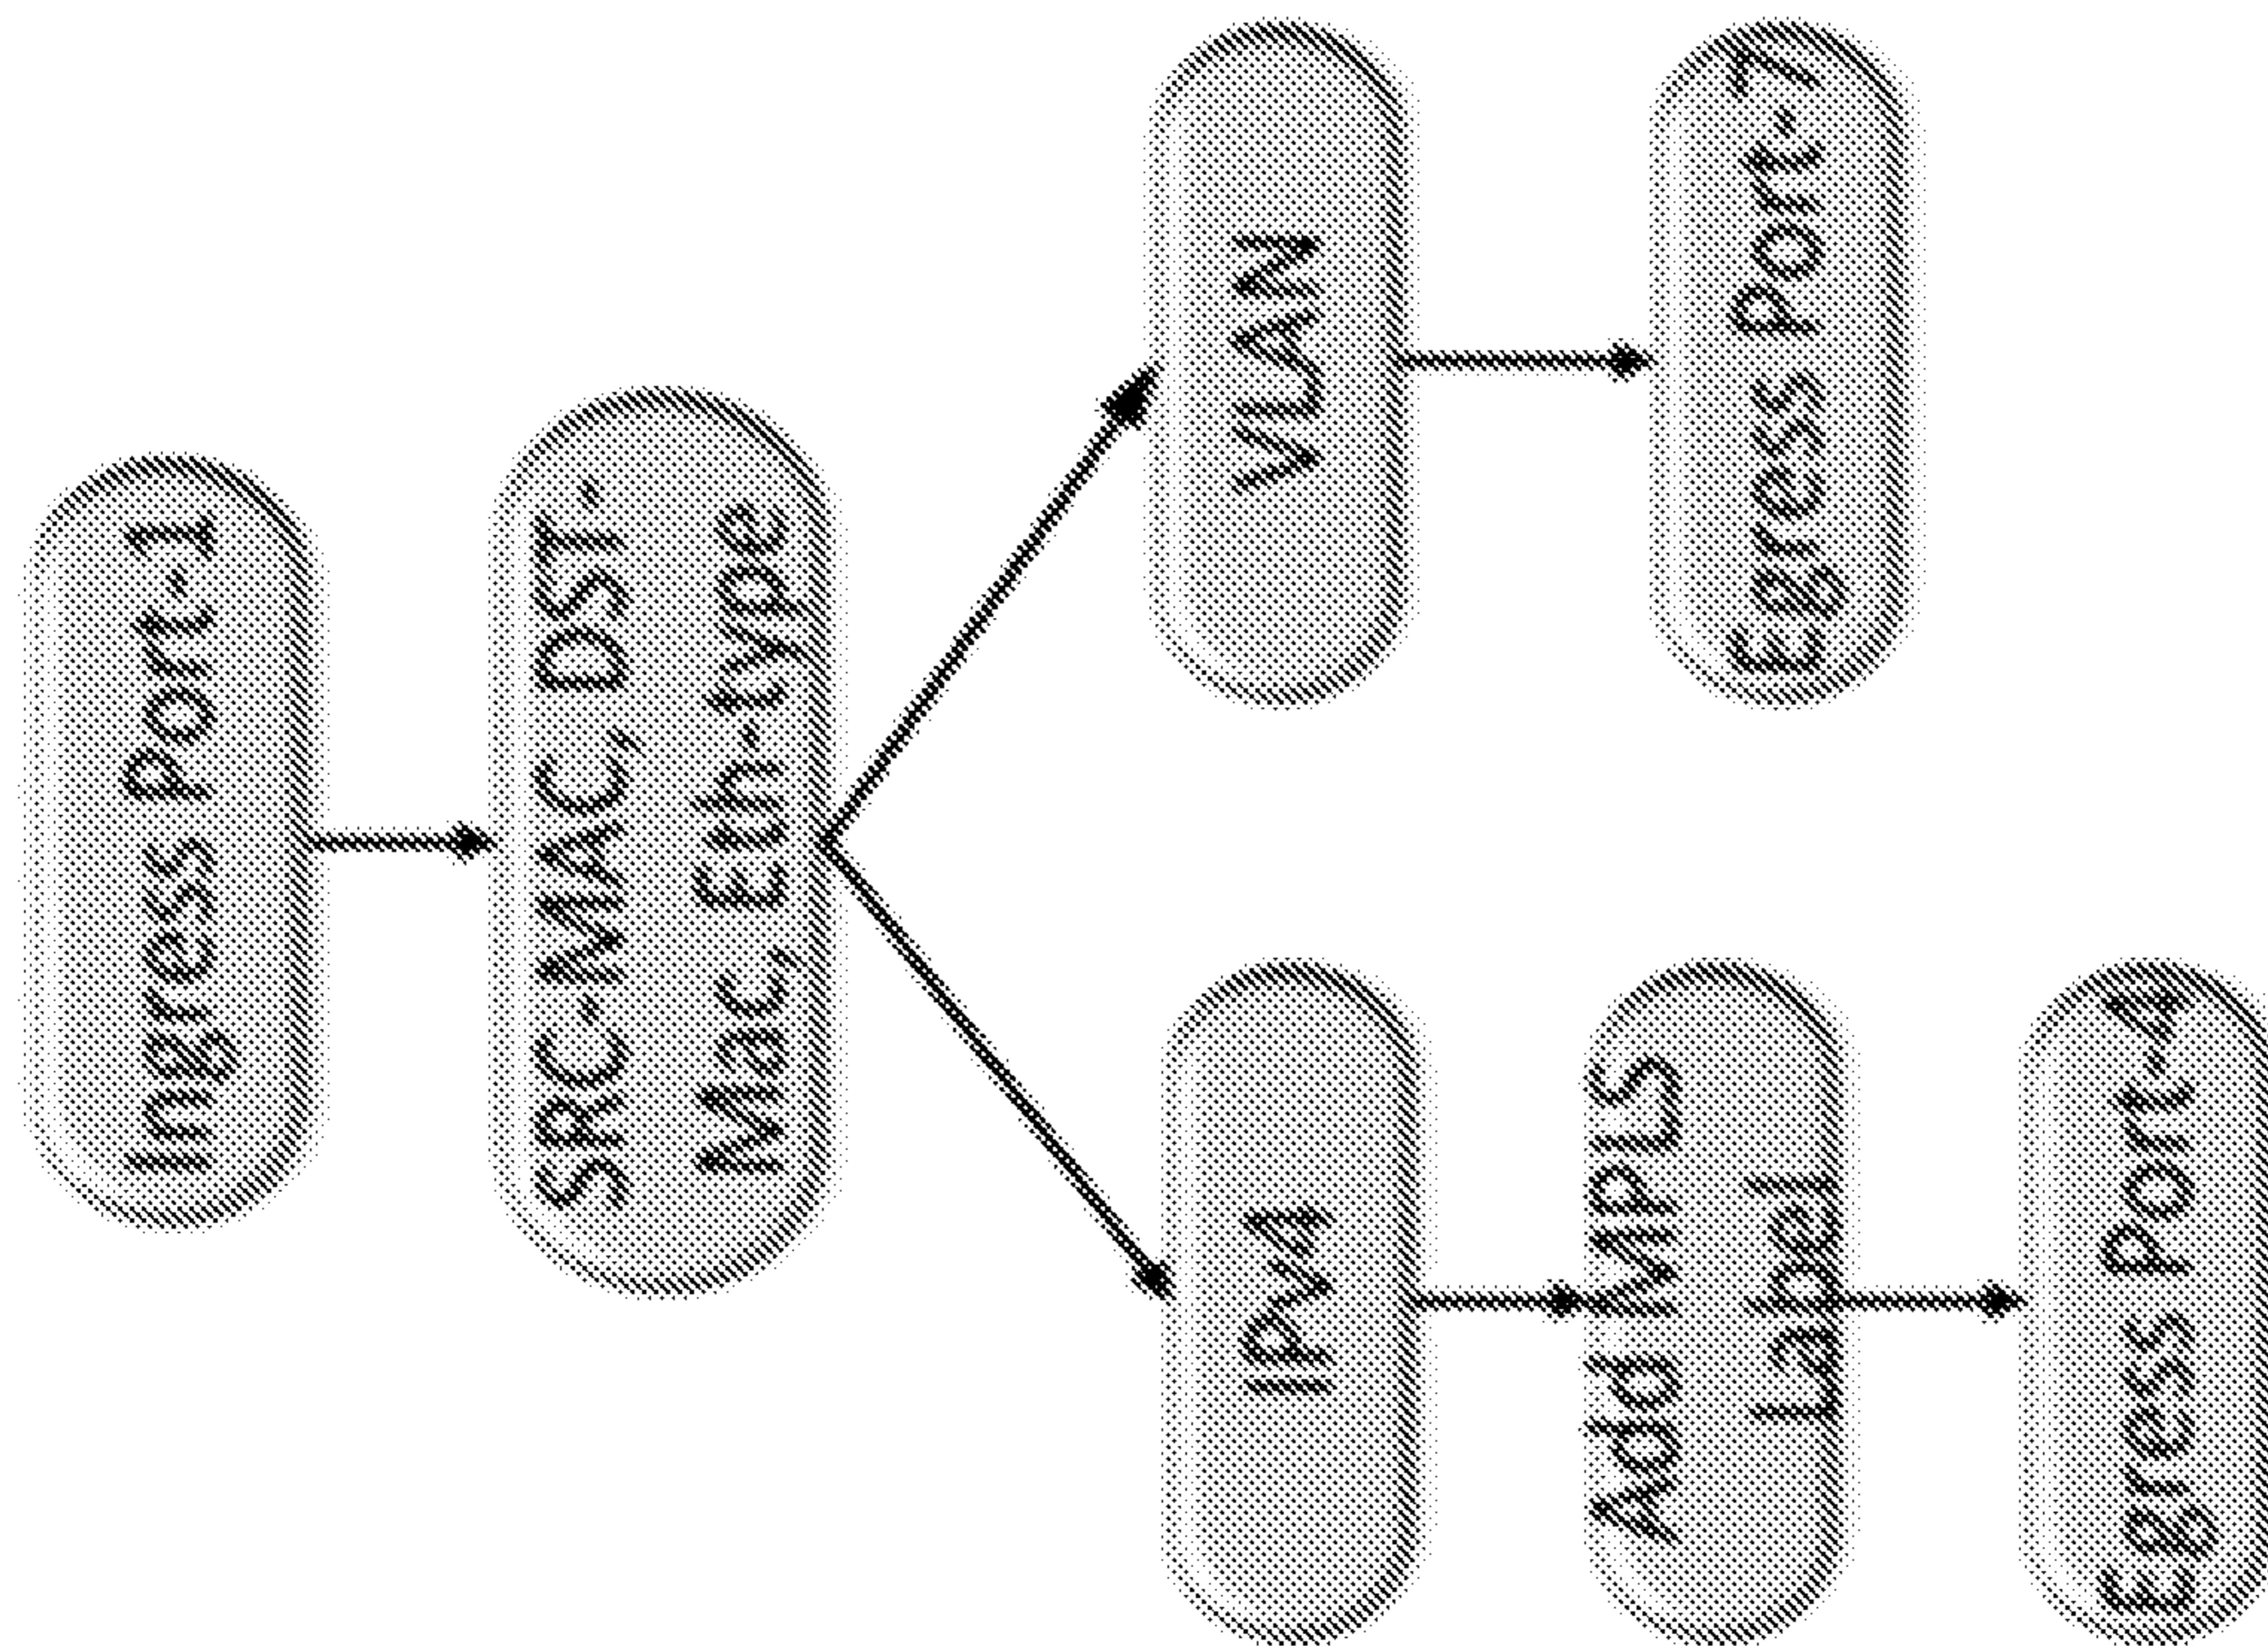 Ingress Port-1
SRC-MAC, DST-
Mac, Eth-type
IPv4
Add MPLS
Label
Egress Port-4
VLAN
Egress Port-7